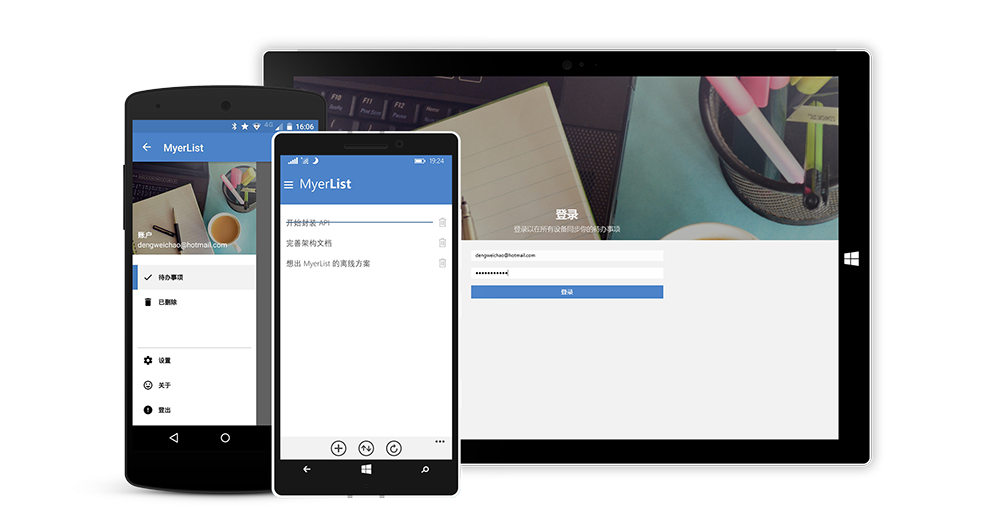 4G 16:06
MyerList
账户
dengweichao@hotmail.com
待办事项
已删除
设置
关于
登出
19:24
MyerList
开始封装 API
完善架构文档
想出 MyerList 的离线方案
F10
F11
F12
登录
登录以在所有设备同步你的待办事项
dengweichao@hotmail.com
登录